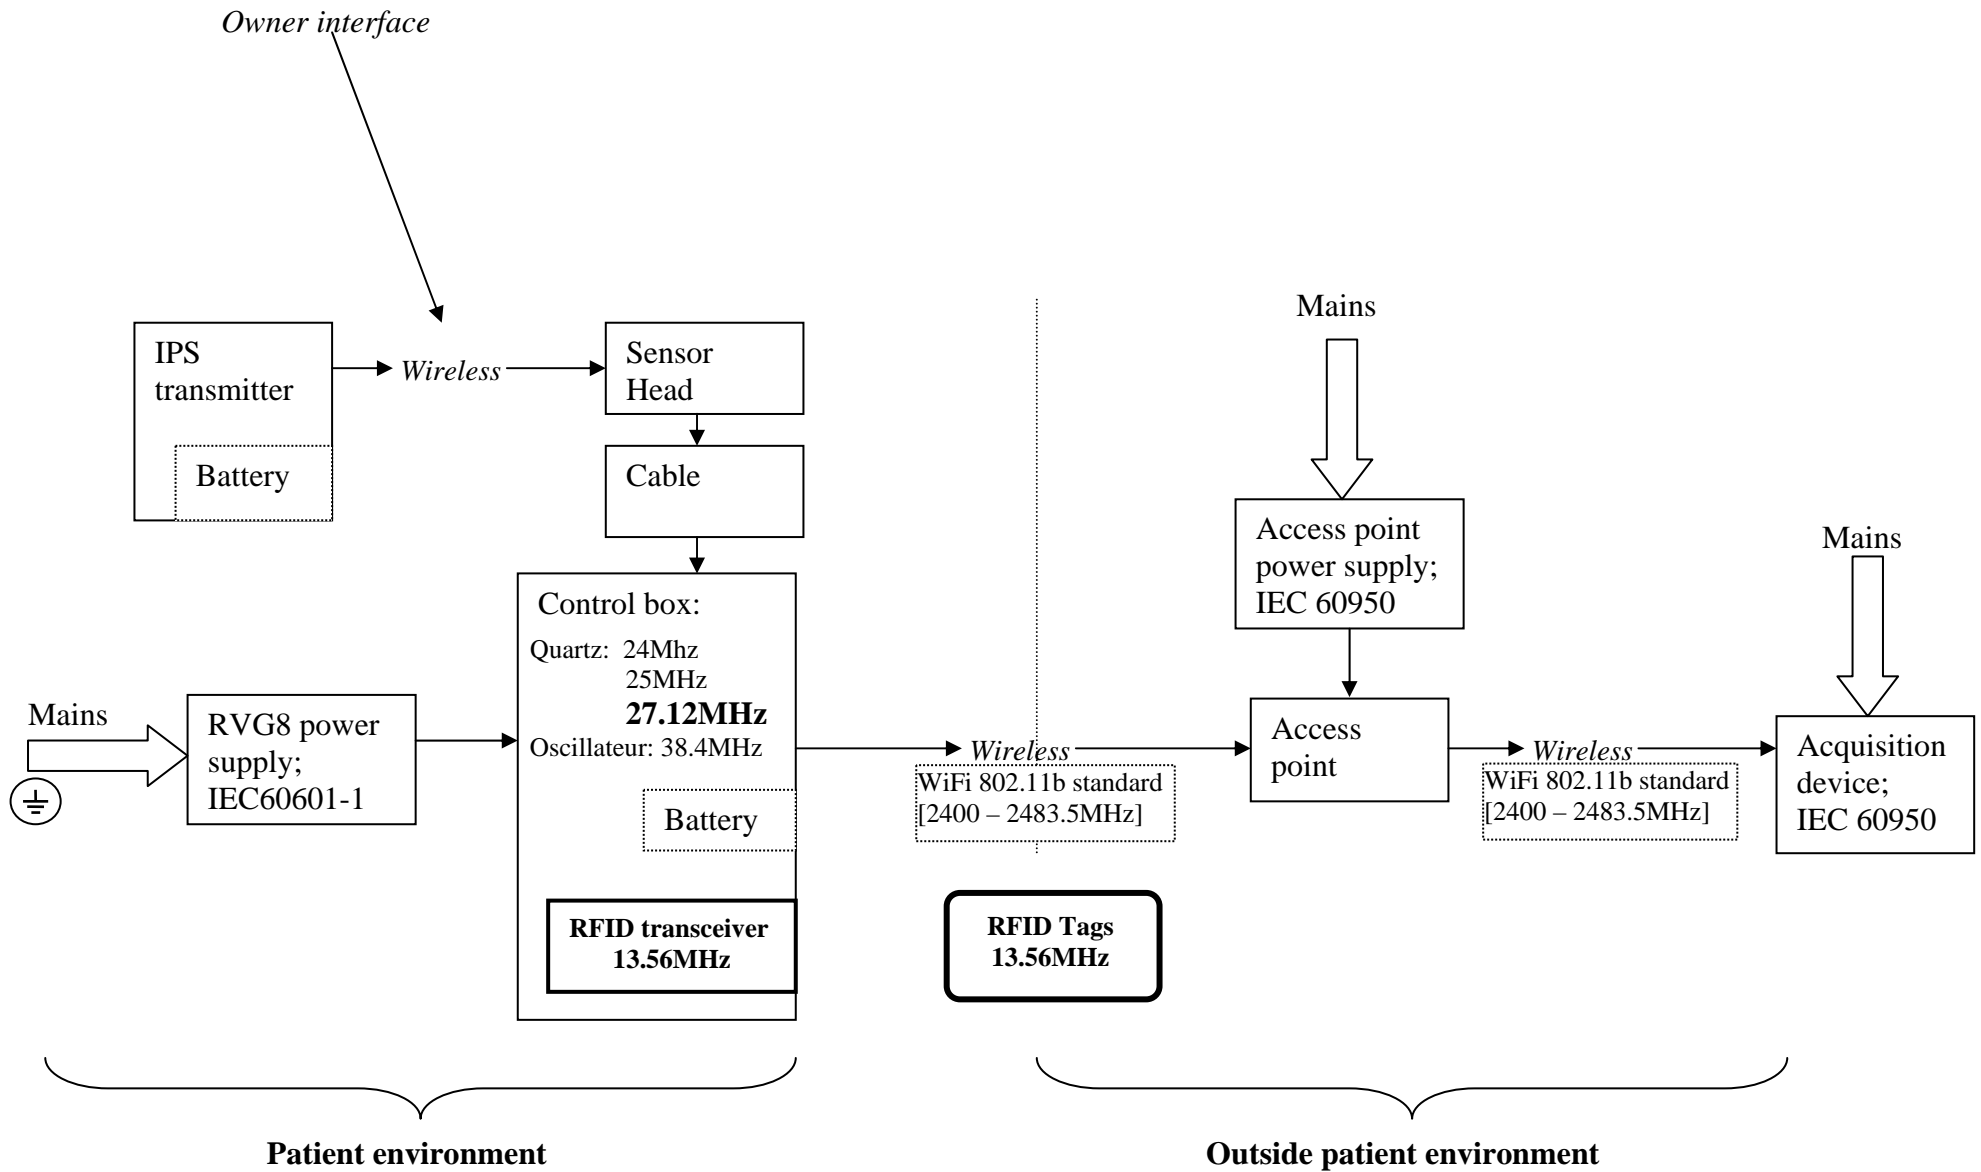 Owner interface
IPS
transmitter
Battery
Wireless
Sensor
Head
Cable
Control box:
Quartz: 24Mhz
25MHz
27.12MHz
Oscillateur: 38.4MHz
Battery
RFID transceiver
13.56MHz
Mains
RVG8 power
supply;
IEC60601-1
Wireless
WiFi 802.11b standard
[2400 – 2483.5MHz]
RFID Tags
13.56MHz
Mains
Access point
power supply;
IEC 60950
Access
point
Wireless
WiFi 802.11b standard
[2400 – 2483.5MHz]
Mains
Acquisition
device;
IEC 60950
Patient environment
Outside patient environment